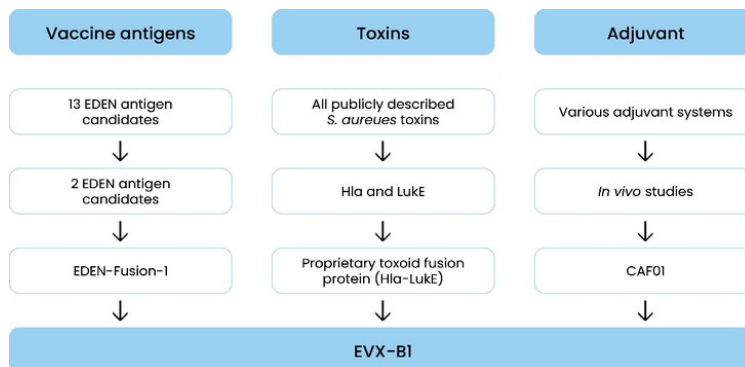 Vaccine antigens
Toxins
Adjuvant
13 EDEN antigen
candidates
All publicly described
S. aureues toxins
Various adjuvant systems
2 EDEN antigen
candidates
Hla and LukE
In vivo studies
EDEN-Fusion-1
Proprietary toxoid fusion
protein (Hla-LukE)
CAF01
EVX-B1